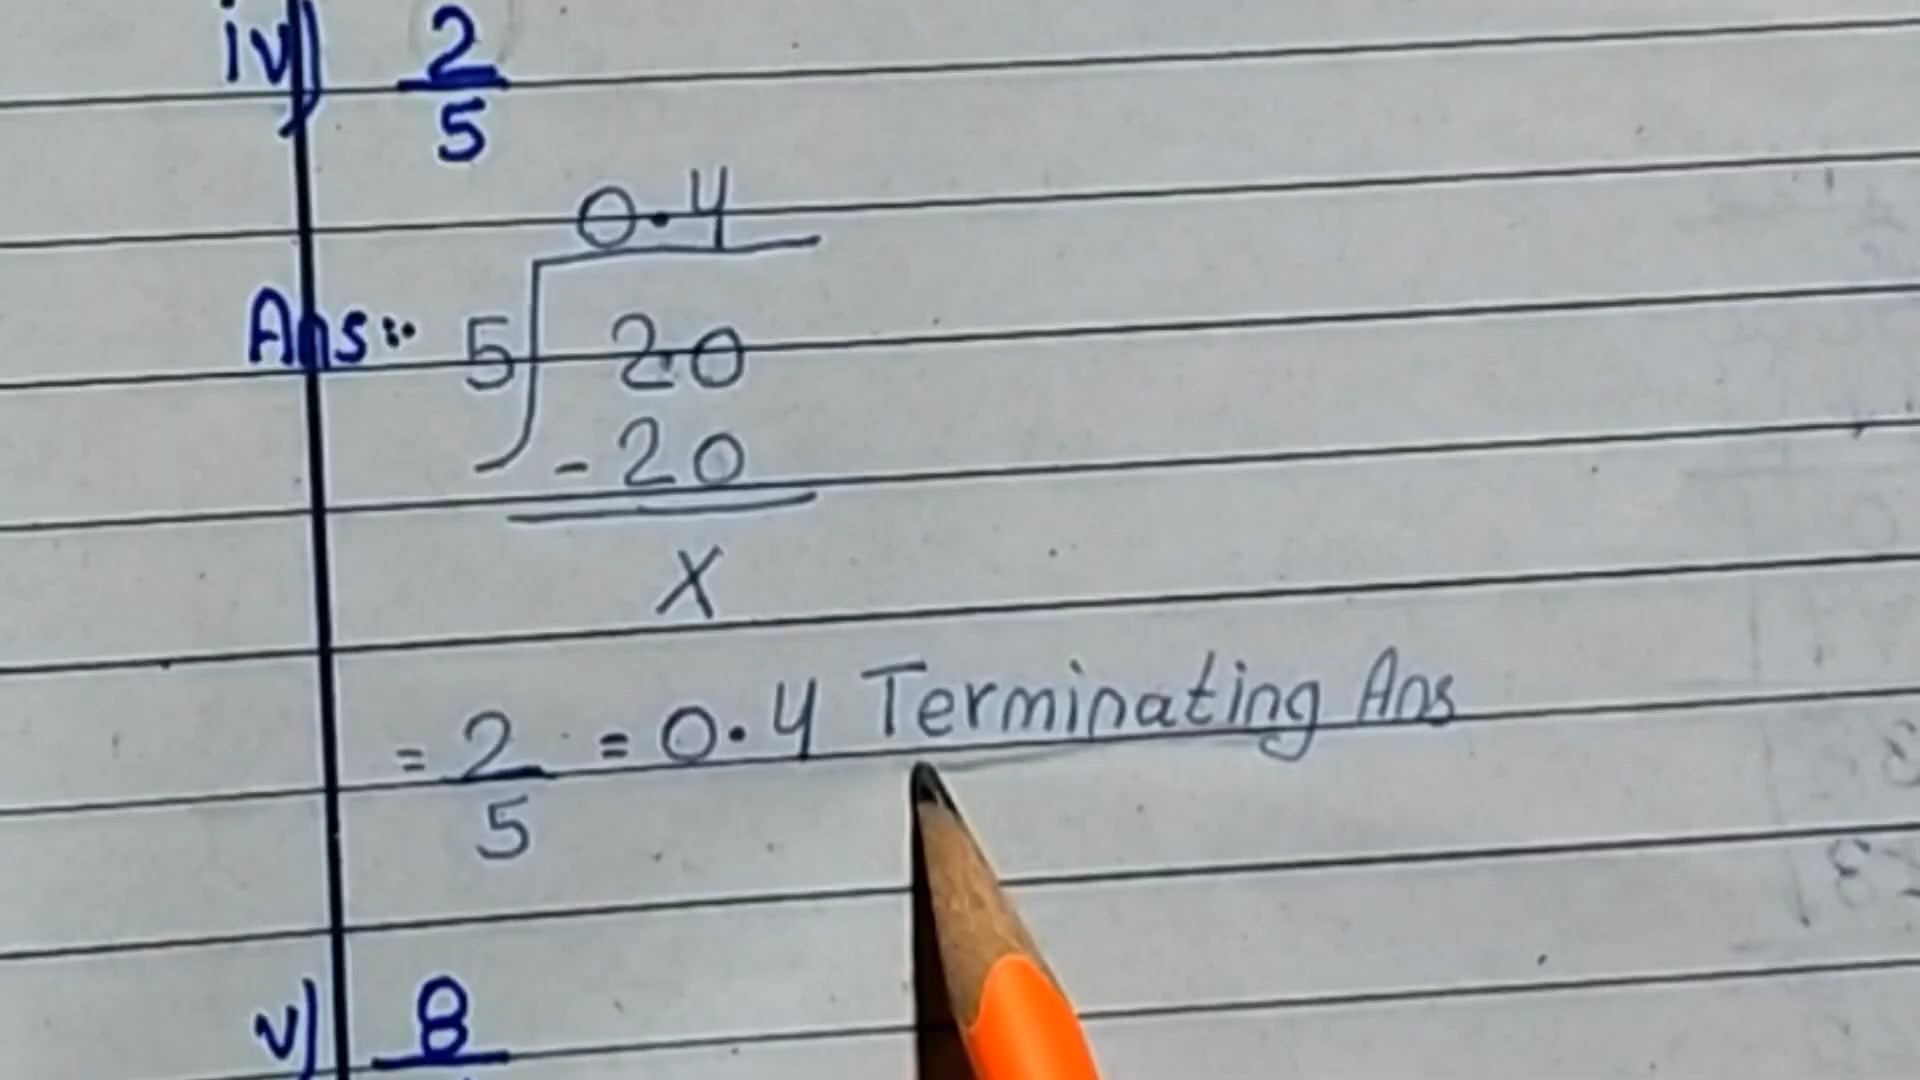 iv) 2
5
0.4
Ans:- 5 20
- 20
X
= 2/5 = 0.4 Terminating Ans
v) 8